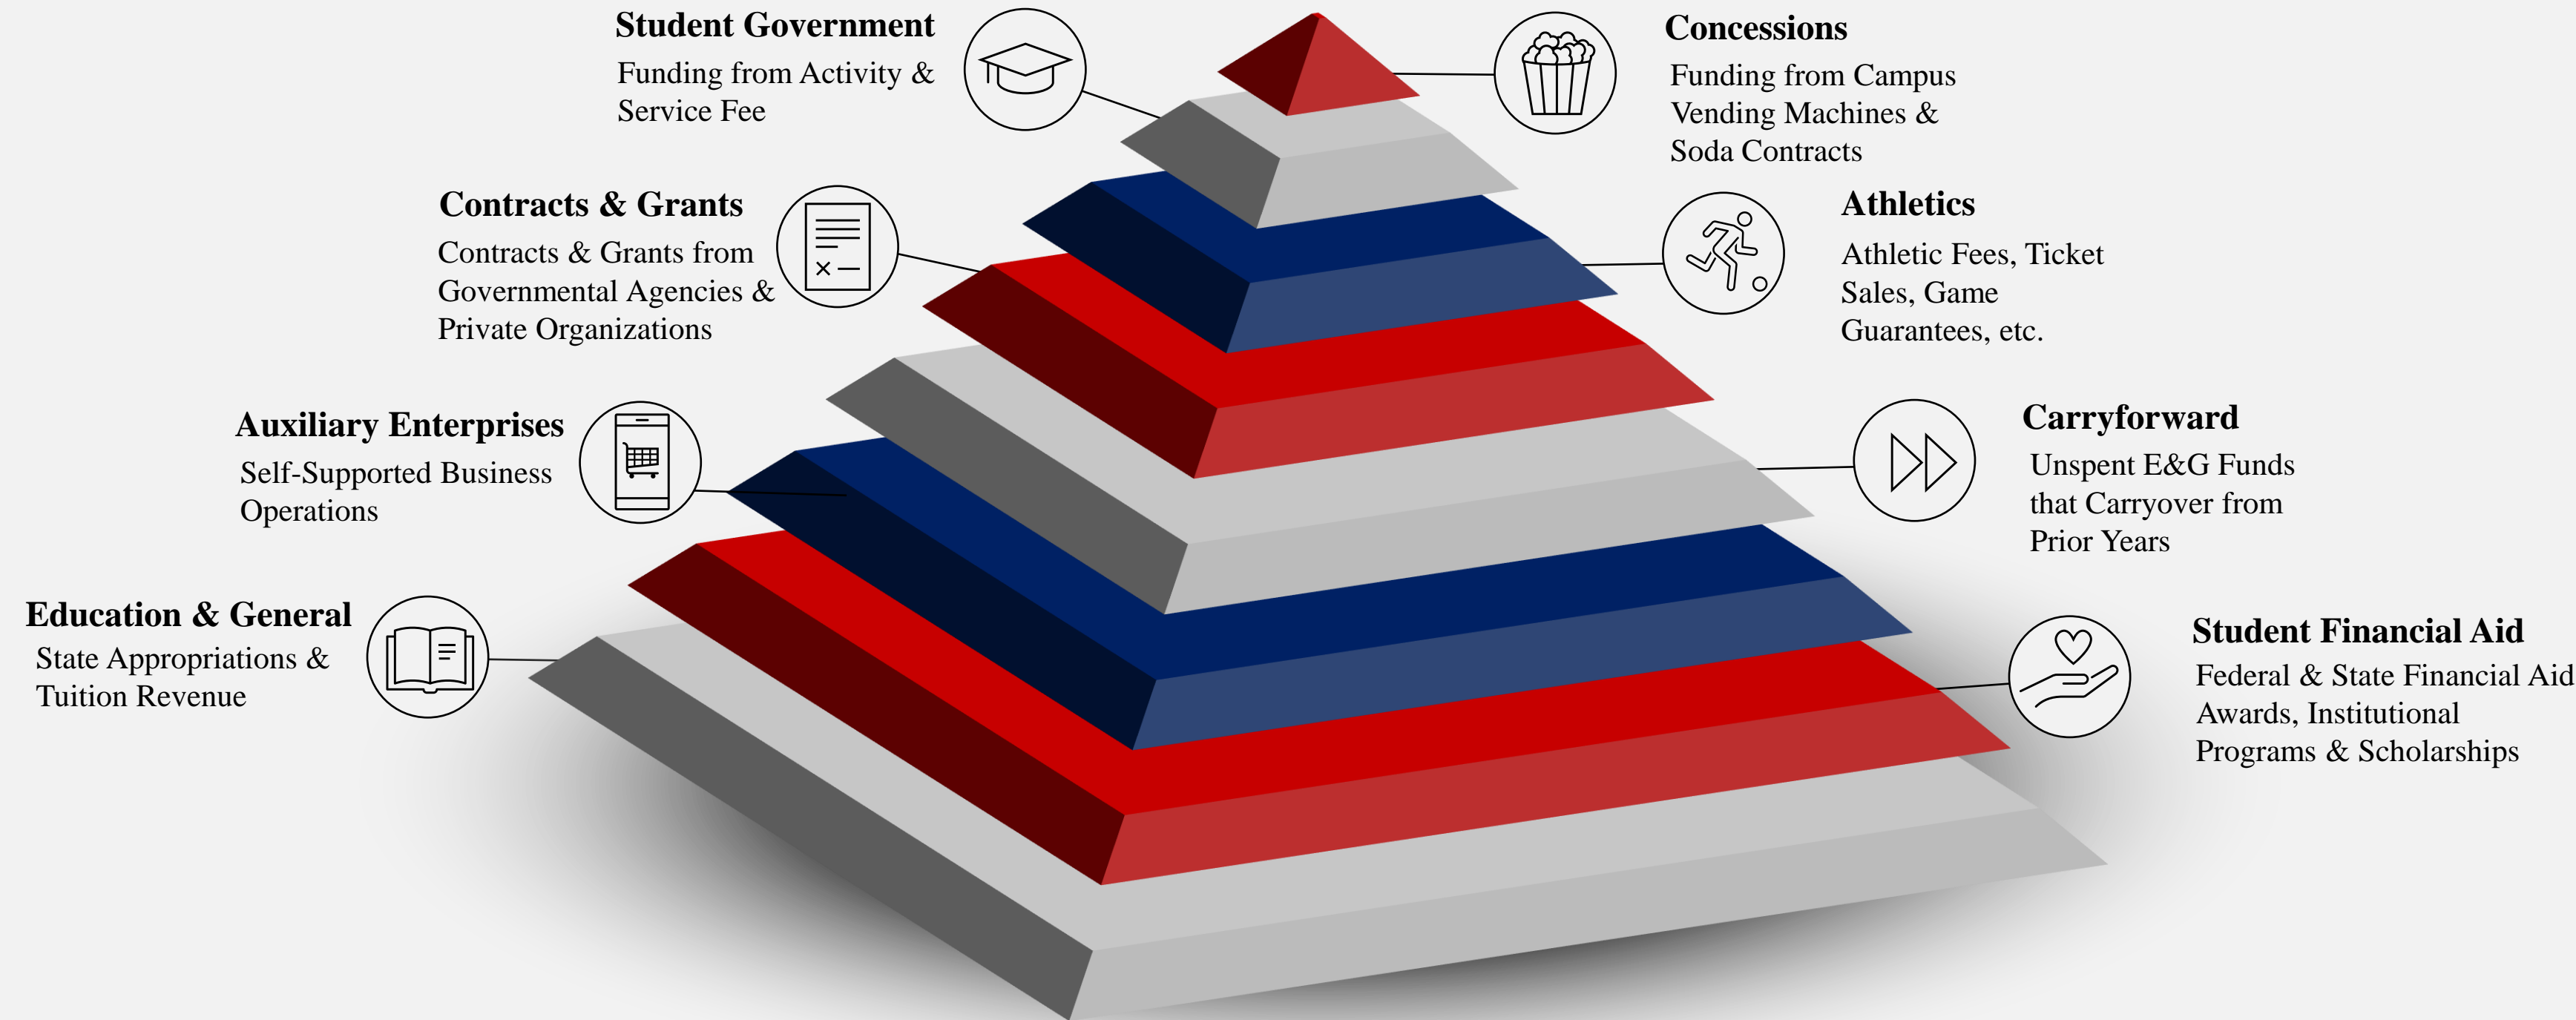 Student Government
Funding from Activity &
Service Fee
Concessions
Funding from Campus
Vending Machines &
Soda Contracts
Contracts & Grants
Contracts & Grants from
Governmental Agencies &
Private Organizations
Athletics
Athletic Fees, Ticket
Sales, Game
Guarantees, etc.
Auxiliary Enterprises
Self-Supported Business
Operations
Carryforward
Unspent E&G Funds
that Carryover from
Prior Years
Education & General
State Appropriations &
Tuition Revenue
Student Financial Aid
Federal & State Financial Aid
Awards, Institutional
Programs & Scholarships